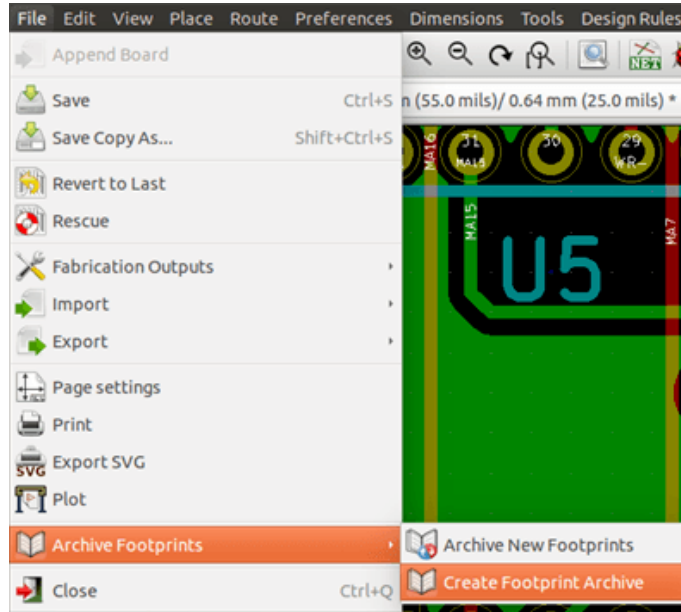 File Edit View Place Route Preferences Dimensions Tools Design Rules
Append Board
NET
Save Ctrl+S
(55.0 mils)/ 0.64 mm (25.0 mils) *
Save Copy As... Shift+Ctrl+S
MA16
31
MA15
30
29
WR-
Revert to Last
Rescue
MA15
MA7
U5
Fabrication Outputs
Import
Export
Page settings
Print
SVG Export SVG
Plot
Archive Footprints
Archive New Footprints
Close Ctrl+Q
Create Footprint Archive